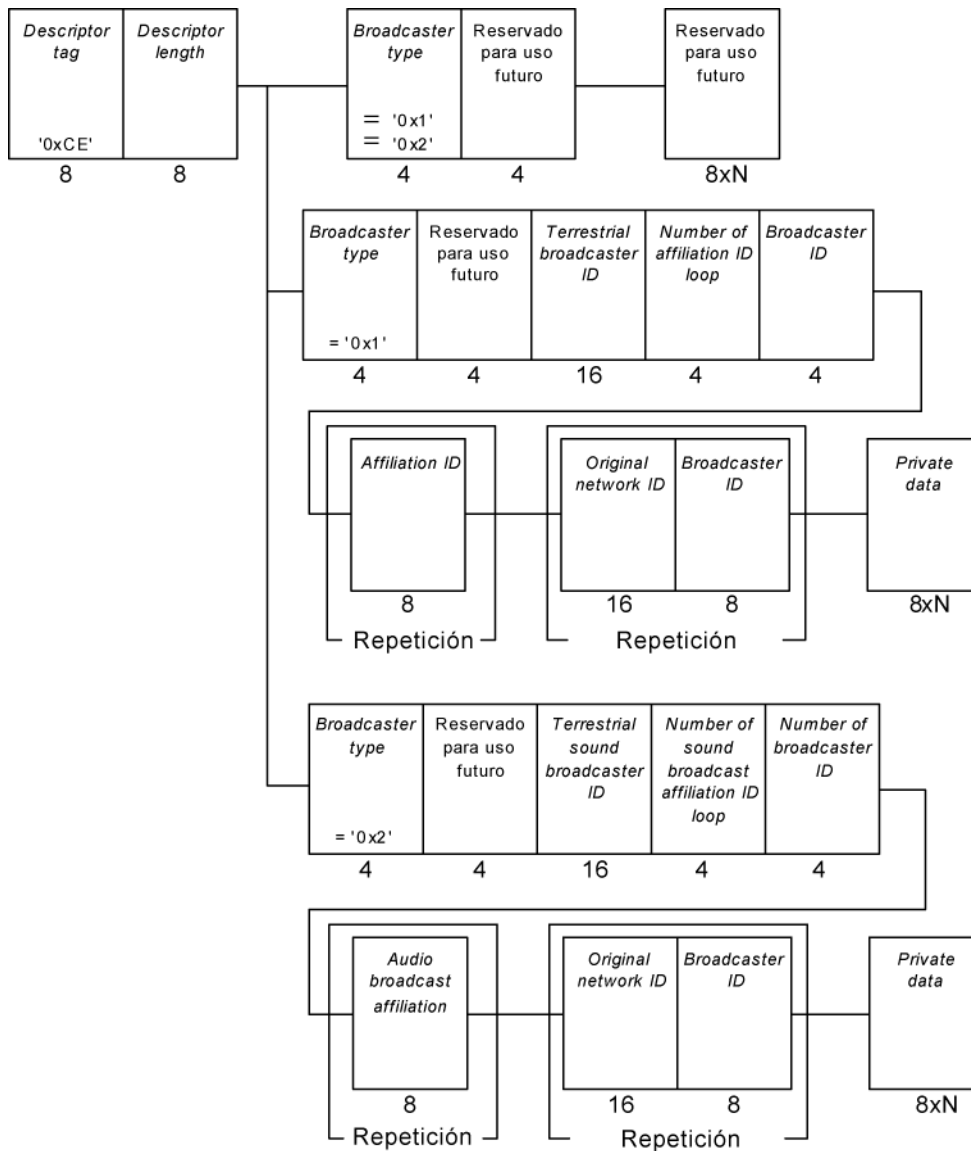 Descriptor
tag
'0xCE'
8
Descriptor
length
8
Broadcaster
type
= '0x1'
= '0x2'
4
Reservado
para uso
futuro
4
Reservado
para uso
futuro
8xN
Broadcaster
type
= '0x1'
4
Reservado
para uso
futuro
4
Terrestrial
broadcaster
ID
16
Number of
affiliation ID
loop
4
Broadcaster
ID
4
Affiliation ID
8
Repetición
Original
network ID
16
Broadcaster
ID
8
Repetición
Private
data
8xN
Broadcaster
type
= '0x2'
4
Reservado
para uso
futuro
4
Terrestrial
sound
broadcaster
ID
16
Number of
sound
broadcast
affiliation ID
loop
4
Number of
broadcaster
ID
4
Audio
broadcast
affiliation
8
Repetición
Original
network ID
16
Broadcaster
ID
8
Repetición
Private
data
8xN